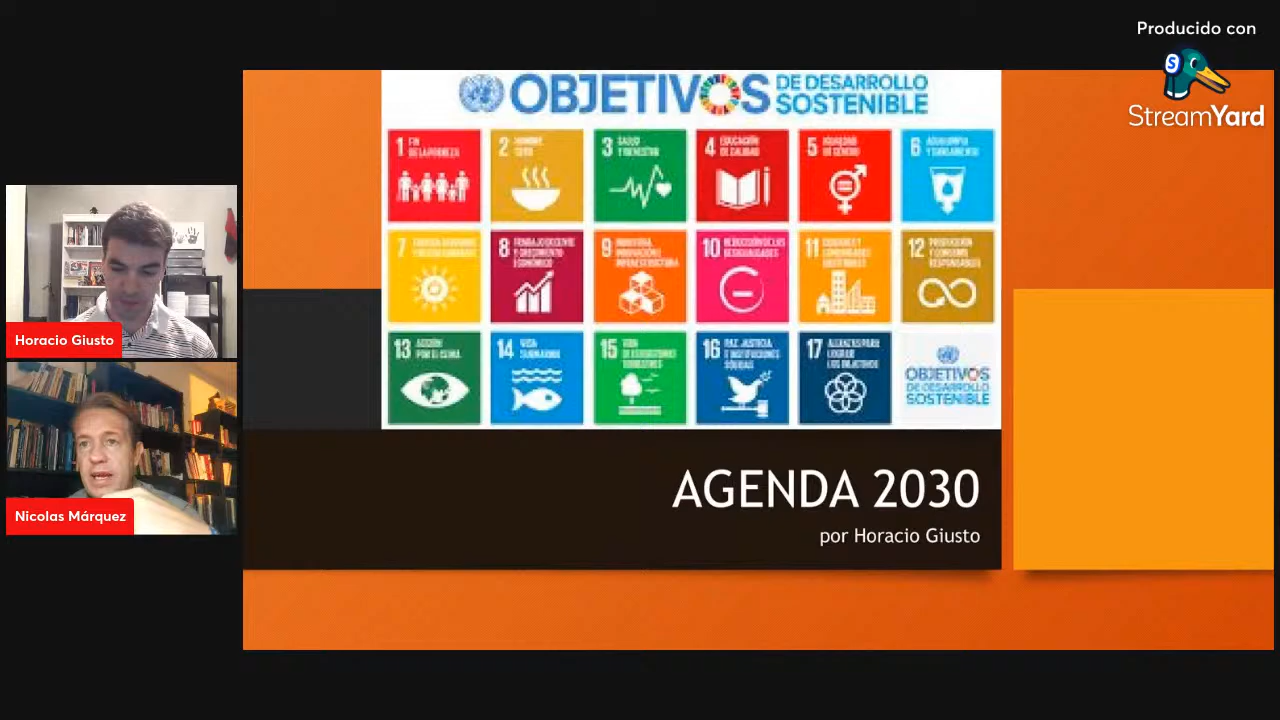 Producido con
StreamYard
OBJETIVOS
DE DESARROLLO
SOSTENIBLE
1 FIN
DE LA POBREZA
2 HAMBRE
CERO
3 SALUD
Y BIENESTAR
4 EDUCACIÓN
DE CALIDAD
5 IGUALDAD
DE GÉNERO
6 AGUA LIMPIA
Y SANEAMIENTO
7
8 TRABAJO DECENTE
Y CRECIMIENTO
ECONÓMICO
9 INDUSTRIA,
INNOVACIÓN E
INFRAESTRUCTURA
10 REDUCCIÓN DE LAS
DESIGUALDADES
11 CIUDADES Y
COMUNIDADES
SOSTENIBLES
12 PRODUCCIÓN
Y CONSUMO
RESPONSABLES
13 ACCIÓN
POR EL CLIMA
14 VIDA
SUBMARINA
15 VIDA
DE ECOSISTEMAS
TERRESTRES
16 PAZ, JUSTICIA
E INSTITUCIONES
SÓLIDAS
17 ALIANZAS PARA
LOGRAR
LOS OBJETIVOS
OBJETIVOS
DE DESARROLLO
SOSTENIBLE
AGENDA 2030
por Horacio Giusto
Horacio Giusto
Nicolas Márquez